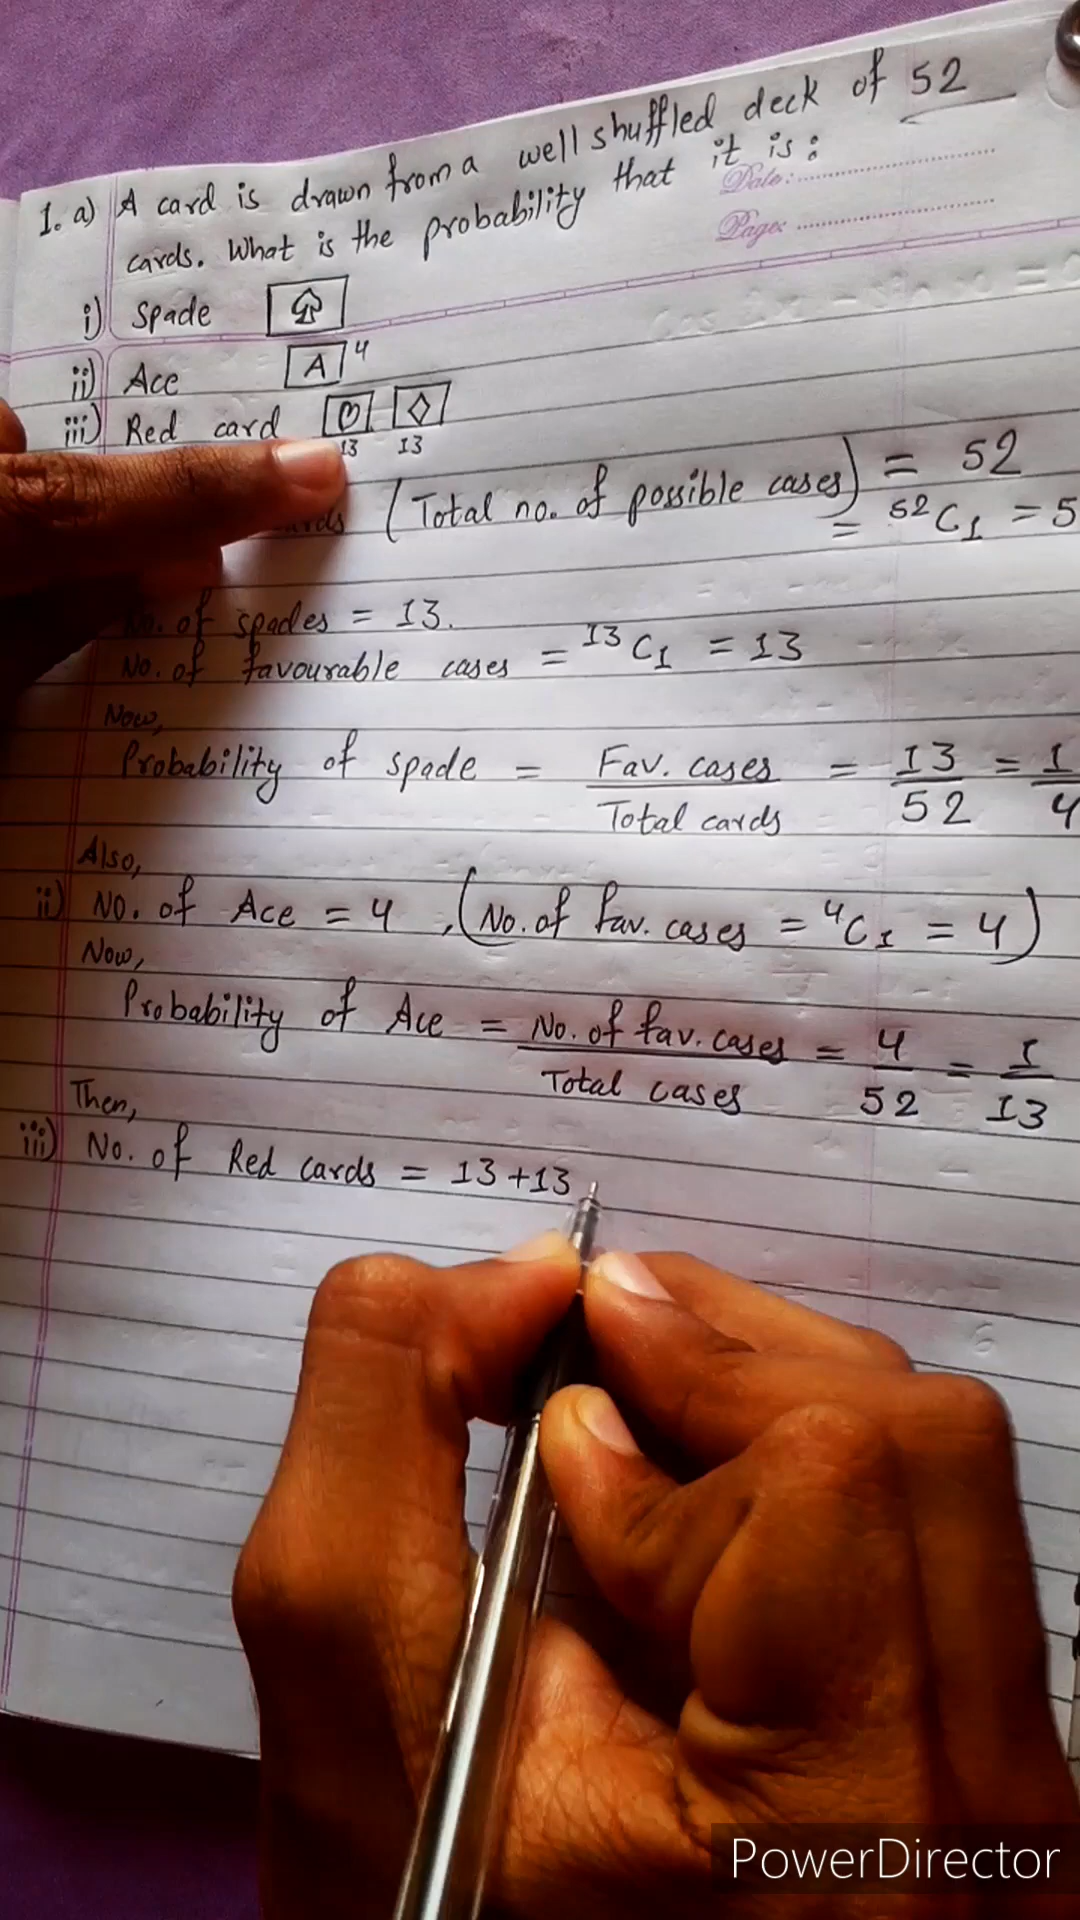 1. a) A card is drawn from a well shuffled deck of 52
cards. What is the probability that it is:
Date:
Page:
i) Spade
ii) Ace A 4
iii) Red card
13 13
cards (Total no. of possible cases) = 52
= ⁵²C₁ = 5
No. of spades = 13.
No. of favourable cases = ¹³C₁ = 13
Now,
Probability of spade = Fav. cases / Total cards = 13/52 = 1/4
Also,
ii) No. of Ace = 4, (No. of fav. cases = ⁴C₁ = 4)
Now,
Probability of Ace = No. of fav. cases / Total cases = 4/52 = 1/13
Then,
iii) No. of Red cards = 13+13
PowerDirector